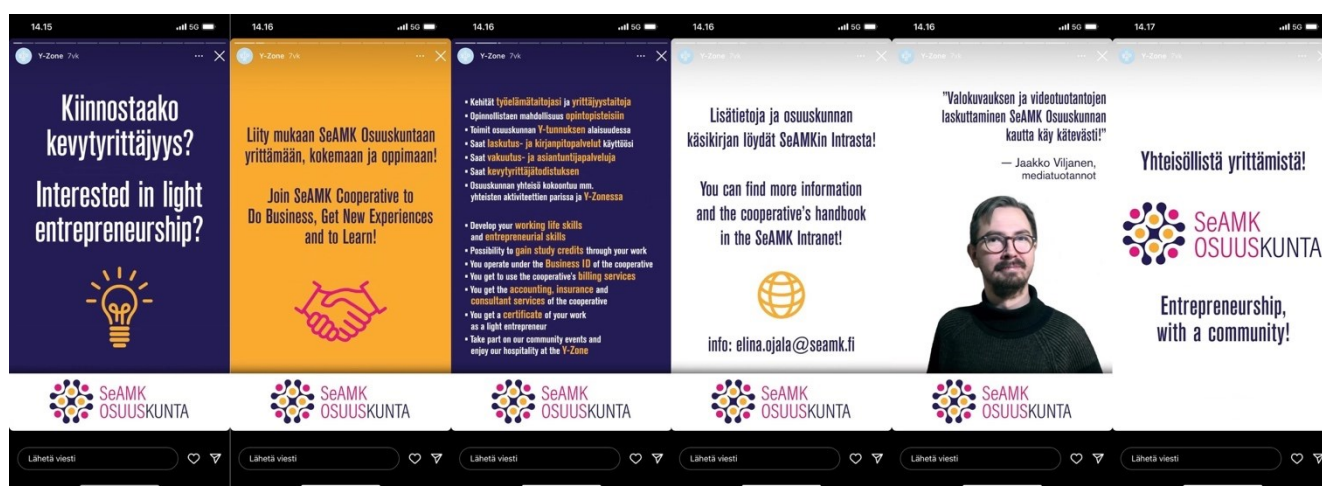 14.15
5G
Y-Zone 7vk
Kiinnostaako
kevytyrittäjyys?
Interested in light
entrepreneurship?
SeAMK
OSUUSKUNTA
Lähetä viesti
14.16
5G
Y-Zone 7vk
Liity mukaan SeAMK Osuuskuntaan
yrittämään, kokemaan ja oppimaan!
Join SeAMK Cooperative to
Do Business, Get New Experiences
and to Learn!
SeAMK
OSUUSKUNTA
Lähetä viesti
14.16
5G
Y-Zone 7vk
• Kehität työelämätaitojasi ja yrittäjyystaitoja
• Opinnollistaen mahdollisuus opintopisteisiin
• Toimit osuuskunnan Y-tunnuksen alaisuudessa
• Saat laskutus- ja kirjanpitopalvelut käyttöösi
• Saat vakuutus- ja asiantuntijapalveluja
• Saat kevytyrittäjätodistuksen
• Osuuskunnan yhteisö kokoontuu mm.
yhteisten aktiviteettien parissa ja Y-Zonessa
• Develop your working life skills
and entrepreneurial skills
• Possibility to gain study credits through your work
• You operate under the Business ID of the cooperative
• You get to use the cooperative's billing services
• You get the accounting, insurance and
consultant services of the cooperative
• You get a certificate of your work
as a light entrepreneur
• Take part on our community events and
enjoy our hospitality at the Y-Zone
SeAMK
OSUUSKUNTA
Lähetä viesti
14.16
5G
Y-Zone 7vk
Lisätietoja ja osuuskunnan
käsikirjan löydät SeAMKin Intrasta!
You can find more information
and the cooperative's handbook
in the SeAMK Intranet!
info: elina.ojala@seamk.fi
SeAMK
OSUUSKUNTA
Lähetä viesti
14.16
5G
Y-Zone 7vk
"Valokuvauksen ja videotuotantojen
laskuttaminen SeAMK Osuuskunnan
kautta käy kätevästi!"
— Jaakko Viljanen,
mediatuotannot
SeAMK
OSUUSKUNTA
Lähetä viesti
14.17
5G
Y-Zone 7vk
Yhteisöllistä yrittämistä!
SeAMK
OSUUSKUNTA
Entrepreneurship,
with a community!
Lähetä viesti